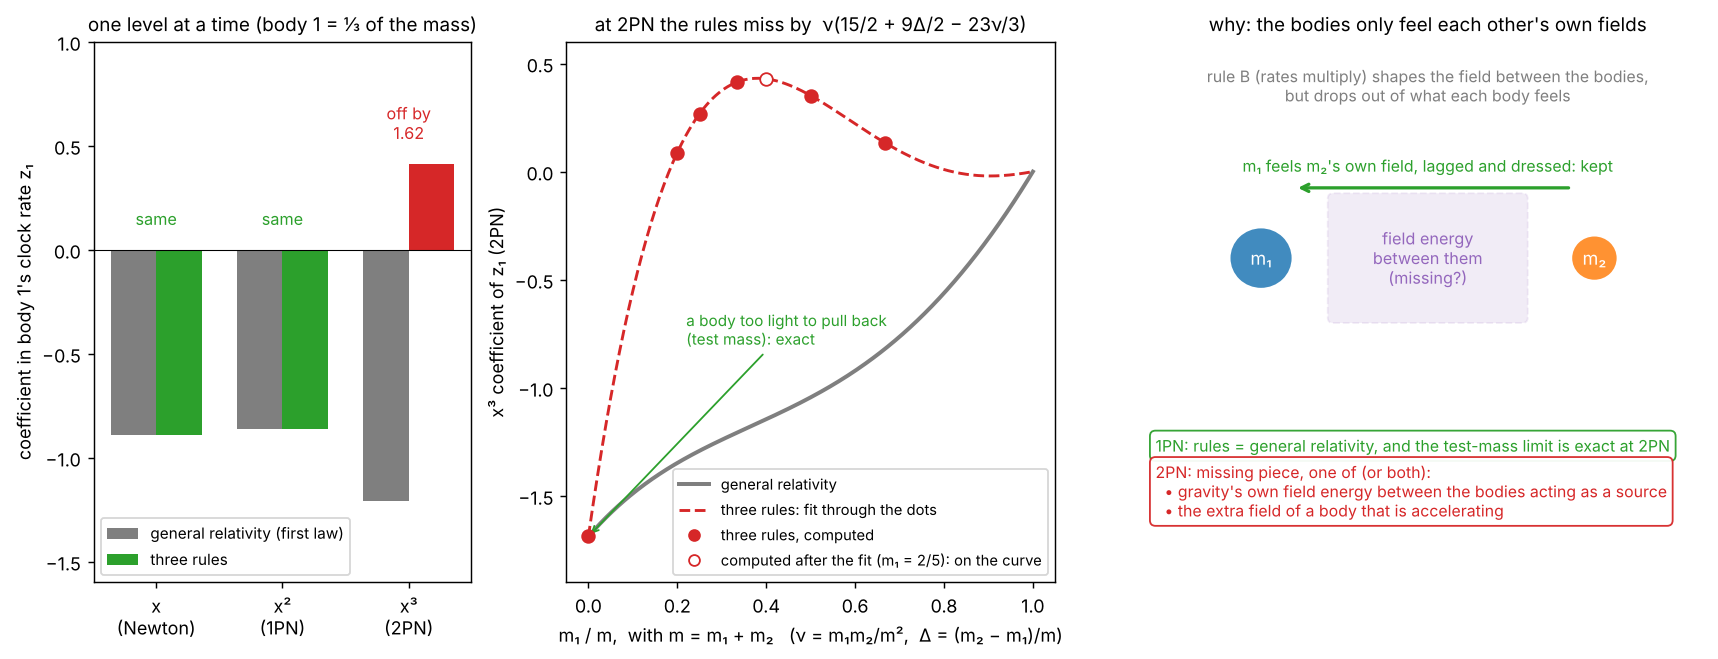 one level at a time (body 1 = ⅓ of the mass)
coefficient in body 1's clock rate z₁
1.0
0.5
0.0
−0.5
−1.0
−1.5
same
same
off by
1.62
general relativity (first law)
three rules
x
(Newton)
x²
(1PN)
x³
(2PN)
at 2PN the rules miss by ν(15/2 + 9Δ/2 − 23ν/3)
x³ coefficient of z₁ (2PN)
0.5
0.0
−0.5
−1.0
−1.5
a body too light to pull back
(test mass): exact
general relativity
three rules: fit through the dots
three rules, computed
computed after the fit (m₁ = 2/5): on the curve
0.0
0.2
0.4
0.6
0.8
1.0
m₁ / m, with m = m₁ + m₂ (ν = m₁m₂/m², Δ = (m₂ − m₁)/m)
why: the bodies only feel each other's own fields
rule B (rates multiply) shapes the field between the bodies,
but drops out of what each body feels
m₁ feels m₂'s own field, lagged and dressed: kept
m₁
field energy
between them
(missing?)
m₂
1PN: rules = general relativity, and the test-mass limit is exact at 2PN
2PN: missing piece, one of (or both):
• gravity's own field energy between the bodies acting as a source
• the extra field of a body that is accelerating